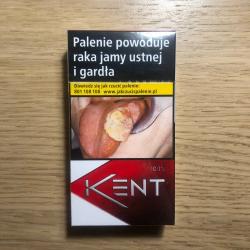 Palenie powoduje
raka jamy ustnej
i gardła
Dowiedz się jak rzucić palenie:
801 108 108 www.jakrzucicpalenie.pl
KENT